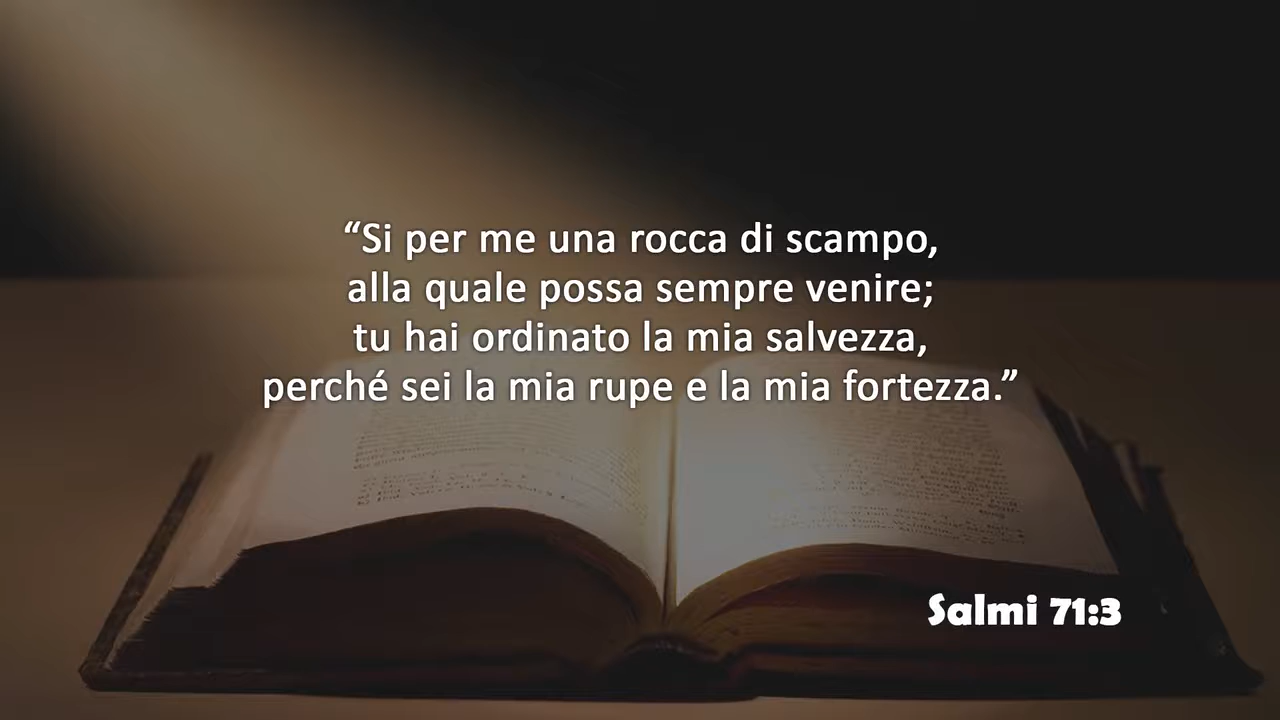 “Si per me una rocca di scampo,
alla quale possa sempre venire;
tu hai ordinato la mia salvezza,
perché sei la mia rupe e la mia fortezza.”
Salmi 71:3